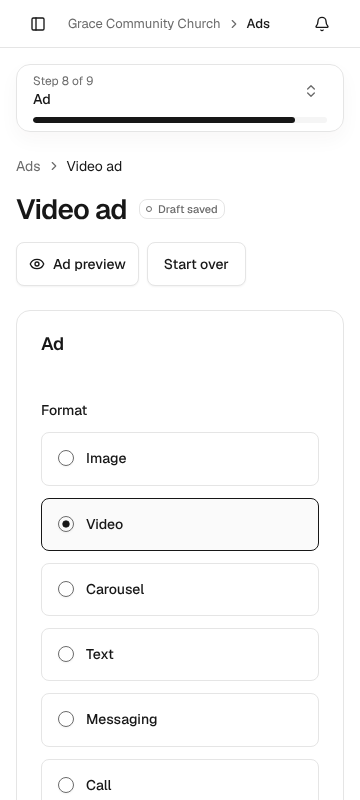 Grace Community Church > Ads
Step 8 of 9
Ad
Ads > Video ad
Video ad
Draft saved
Ad preview
Start over
Ad
Format
Image
Video
Carousel
Text
Messaging
Call